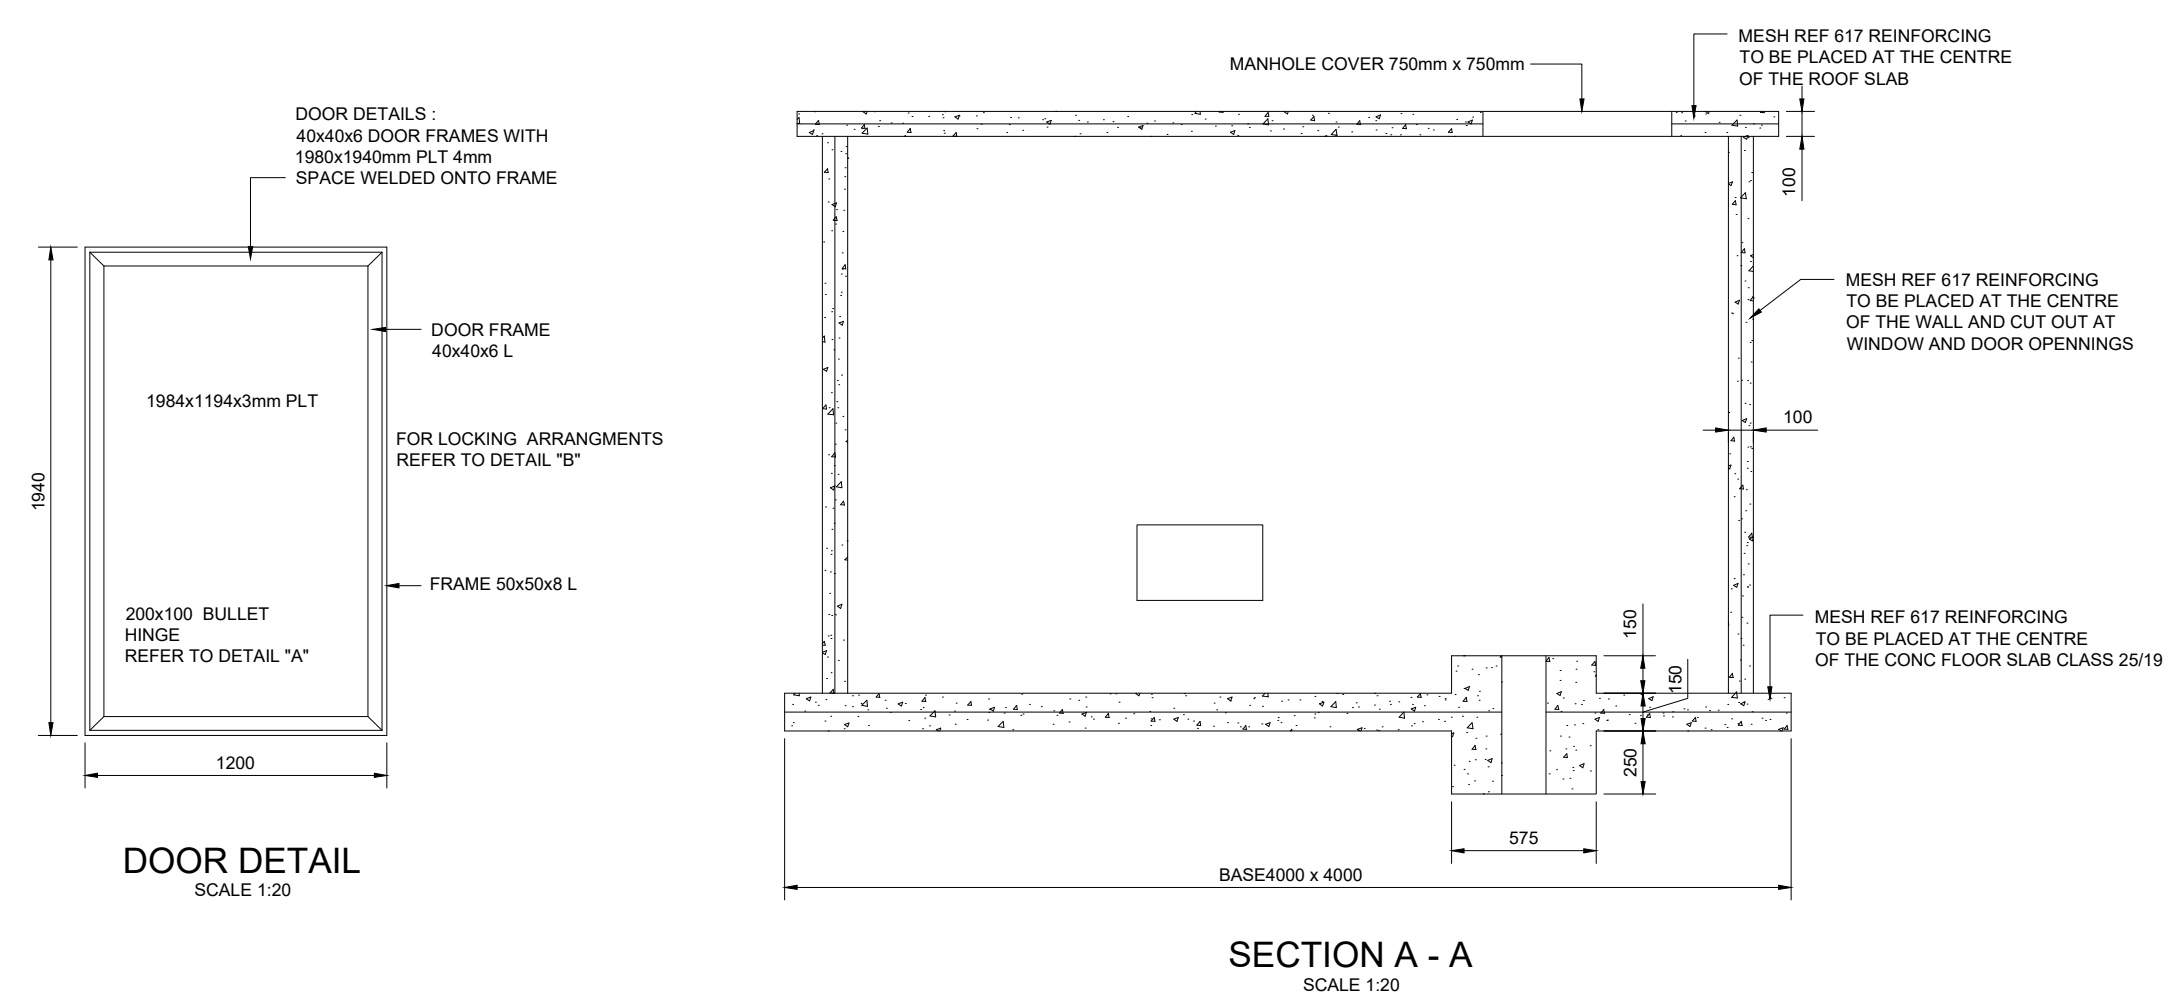 DOOR DETAILS :
40x40x6 DOOR FRAMES WITH
1980x1940mm PLT 4mm
SPACE WELDED ONTO FRAME
DOOR FRAME
40x40x6 L
1984x1194x3mm PLT
FOR LOCKING  ARRANGMENTS
REFER TO DETAIL "B"
1940
FRAME 50x50x8 L
200x100  BULLET
HINGE
REFER TO DETAIL "A"
1200
DOOR DETAIL
SCALE 1:20
MESH REF 617 REINFORCING
TO BE PLACED AT THE CENTRE
OF THE ROOF SLAB
MANHOLE COVER 750mm x 750mm
100
MESH REF 617 REINFORCING
TO BE PLACED AT THE CENTRE
OF THE WALL AND CUT OUT AT
WINDOW AND DOOR OPENNINGS
100
MESH REF 617 REINFORCING
TO BE PLACED AT THE CENTRE
OF THE CONC FLOOR SLAB CLASS 25/19
150
150
250
575
BASE4000 x 4000
SECTION A - A
SCALE 1:20